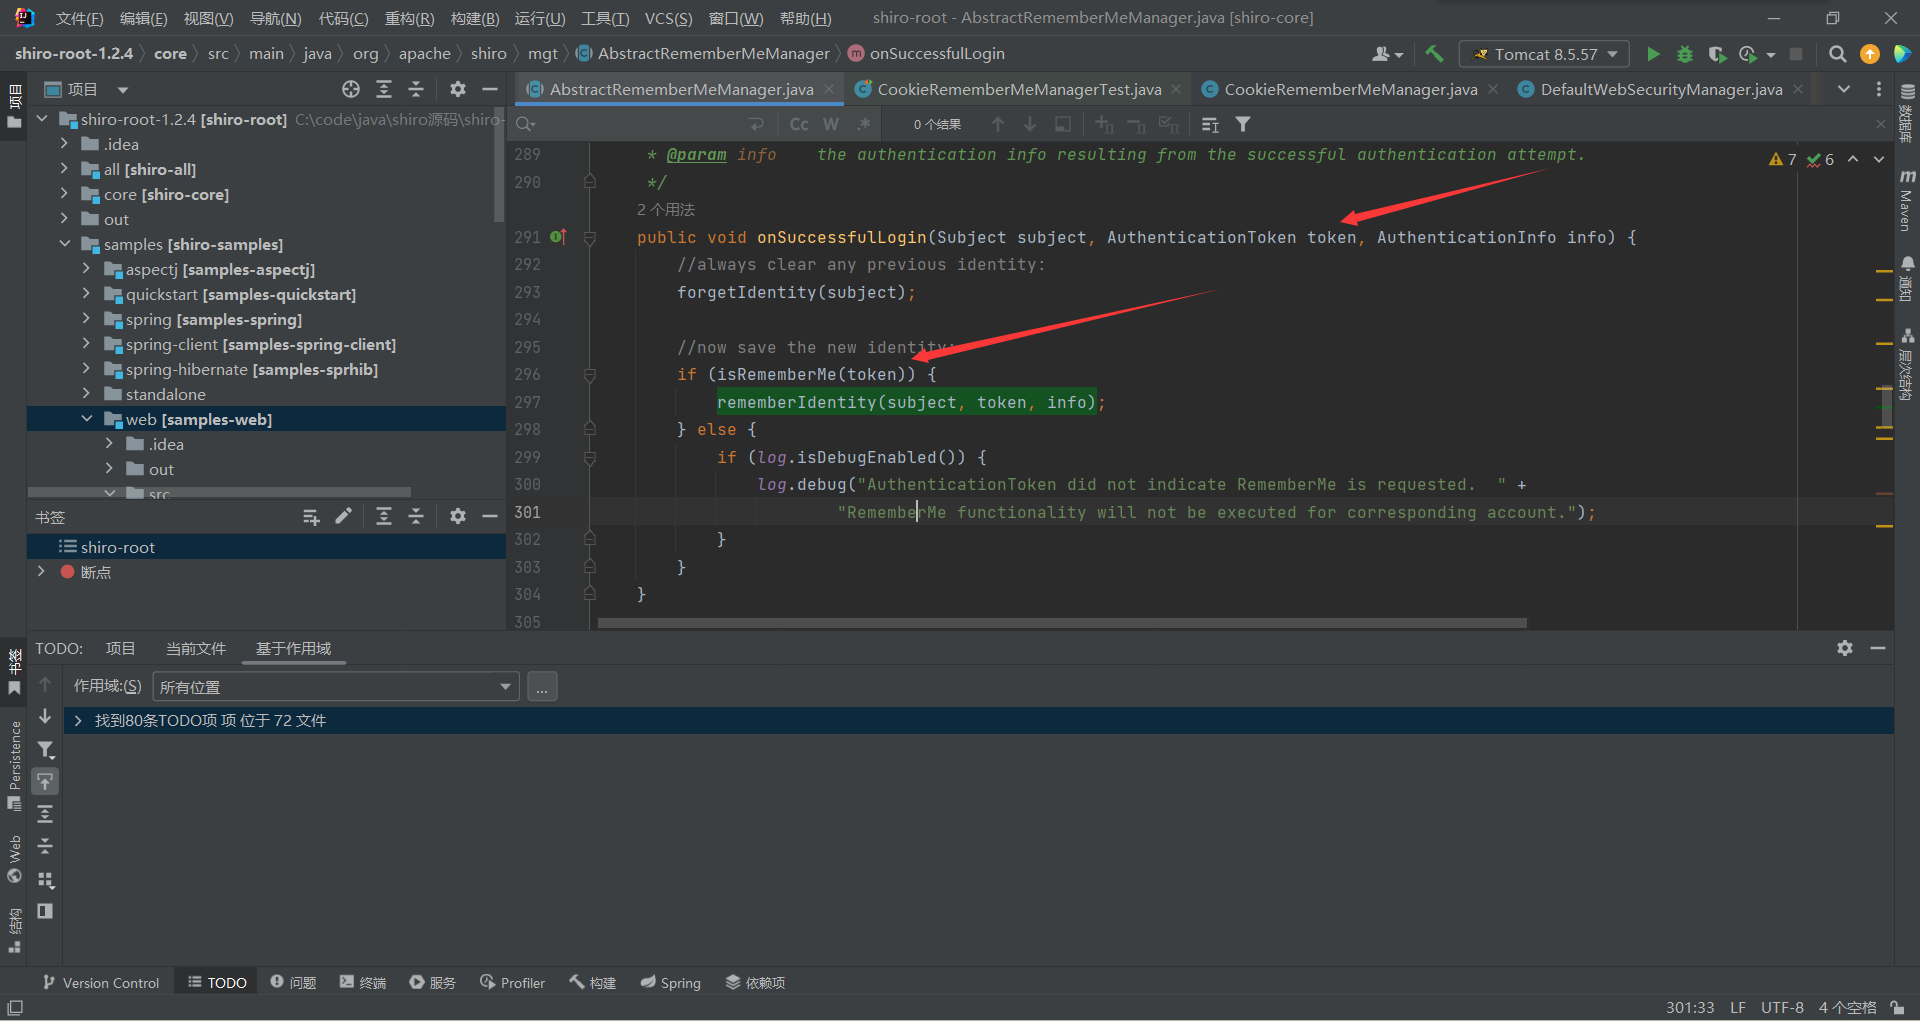 文件(F) 编辑(E) 视图(V) 导航(N) 代码(C) 重构(R) 构建(B) 运行(U) 工具(T) VCS(S) 窗口(W) 帮助(H) shiro-root - AbstractRememberMeManager.java [shiro-core]
shiro-root-1.2.4 core src main java org apache shiro mgt AbstractRememberMeManager onSuccessfulLogin Tomcat 8.5.57
项目
项目
AbstractRememberMeManager.java CookieRememberMeManagerTest.java CookieRememberMeManager.java DefaultWebSecurityManager.java
Cc W .* 0 个结果
shiro-root-1.2.4 [shiro-root] C:\code\java\shiro源码\shiro-
.idea
all [shiro-all]
core [shiro-core]
out
samples [shiro-samples]
aspectj [samples-aspectj]
quickstart [samples-quickstart]
spring [samples-spring]
spring-client [samples-spring-client]
spring-hibernate [samples-sprhib]
standalone
web [samples-web]
.idea
out
src
书签
shiro-root
断点
289 * @param info the authentication info resulting from the successful authentication attempt.
290 */
2 个用法
291 public void onSuccessfulLogin(Subject subject, AuthenticationToken token, AuthenticationInfo info) {
292 //always clear any previous identity:
293 forgetIdentity(subject);
294
295 //now save the new identity:
296 if (isRememberMe(token)) {
297 rememberIdentity(subject, token, info);
298 } else {
299 if (log.isDebugEnabled()) {
300 log.debug("AuthenticationToken did not indicate RememberMe is requested.  " +
301 "RememberMe functionality will not be executed for corresponding account.");
302 }
303 }
304 }
305
7 6
数据库
m Maven
通知
层次结构
TODO: 项目 当前文件 基于作用域
作用域:(S) 所有位置 ...
找到80条TODO项 项 位于 72 文件
书签
Persistence
Web
结构
Version Control TODO 问题 终端 服务 Profiler 构建 Spring 依赖项
301:33 LF UTF-8 4 个空格